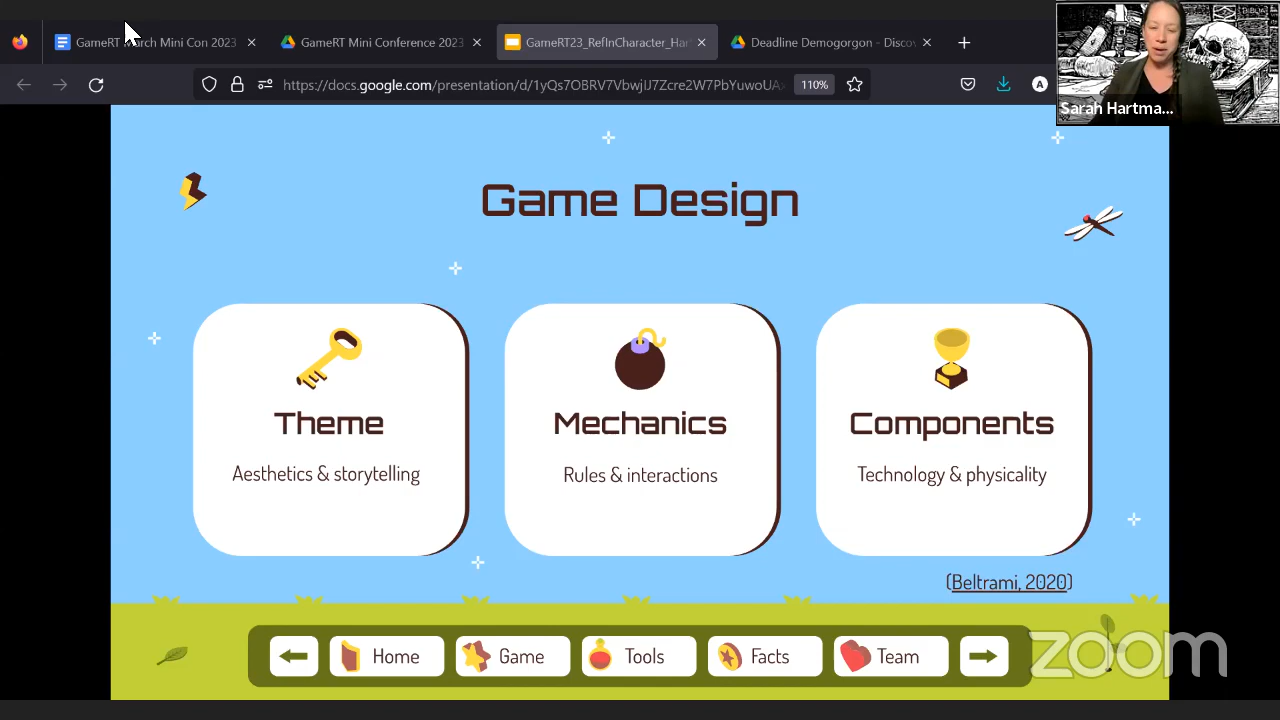 GameRT March Mini Con 2023
GameRT Mini Conference 2023
GameRT23_RefInCharacter_Har
Deadline Demogorgon - Discov
https://docs.google.com/presentation/d/1yQs7OBRV7VbwjIJ7Zcre2W7PbYuwoUA
110%
A
Sarah Hartma...
Game Design
Theme
Aesthetics & storytelling
Mechanics
Rules & interactions
Components
Technology & physicality
(Beltrami, 2020)
Home
Game
Tools
Facts
Team
zoom